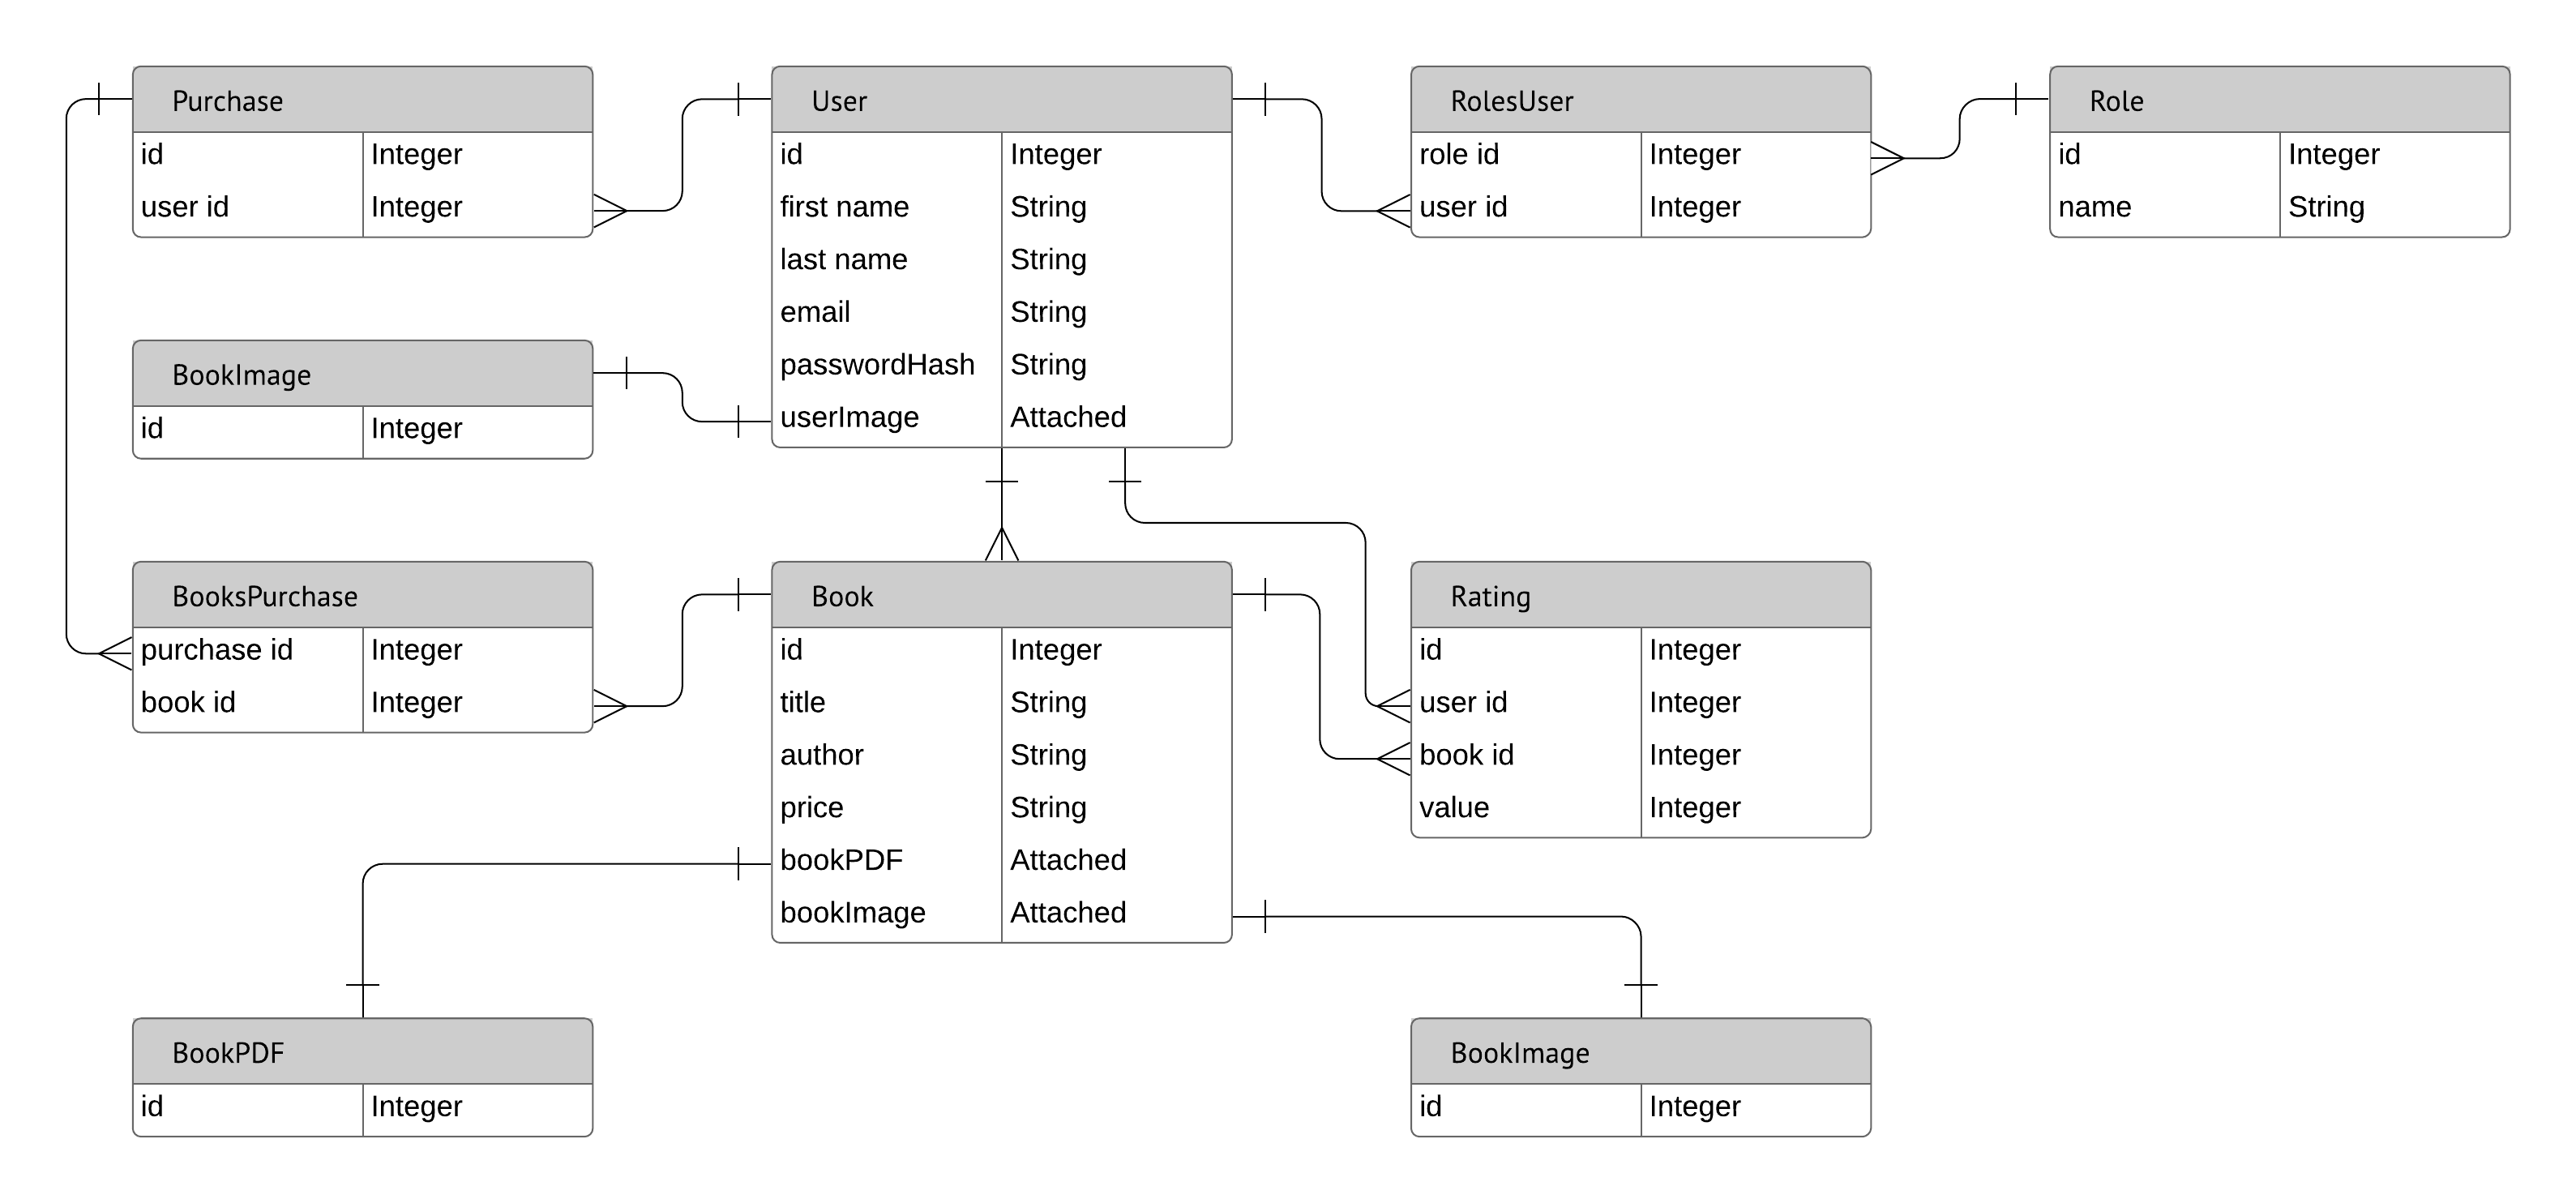 Purchase
id Integer
user id Integer
User
id Integer
first name String
last name String
email String
passwordHash String
userImage Attached
RolesUser
role id Integer
user id Integer
Role
id Integer
name String
BookImage
id Integer
BooksPurchase
purchase id Integer
book id Integer
Book
id Integer
title String
author String
price String
bookPDF Attached
bookImage Attached
Rating
id Integer
user id Integer
book id Integer
value Integer
BookPDF
id Integer
BookImage
id Integer